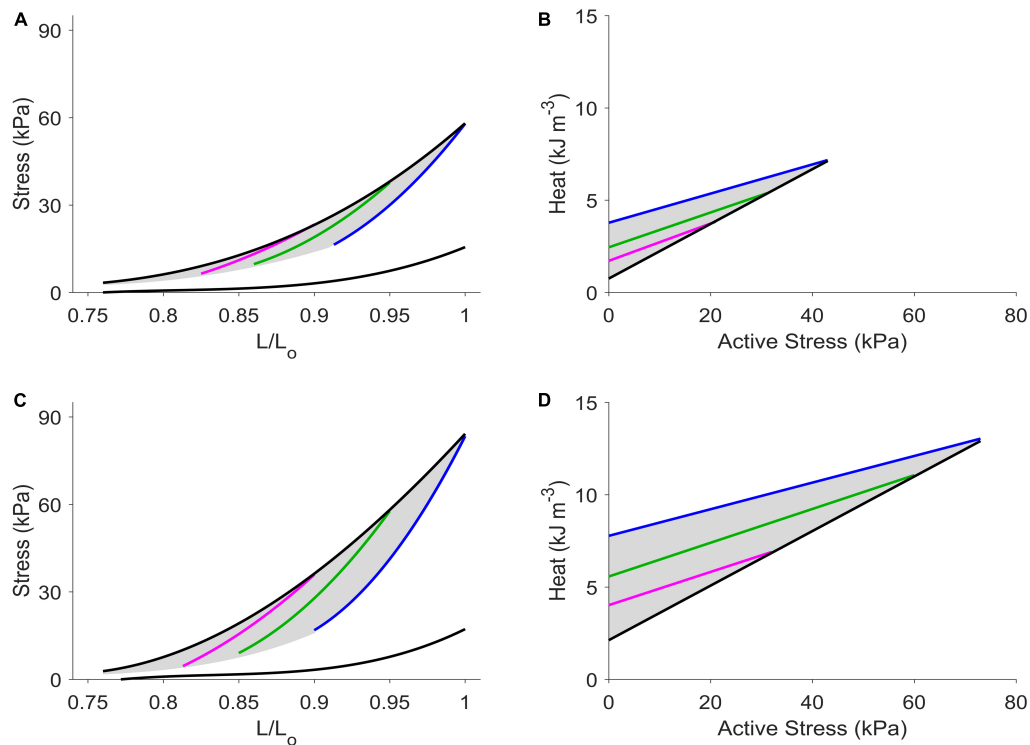 A
Stress (kPa)
90
60
30
0
0.75 0.8 0.85 0.9 0.95 1
L/Lo
B
Heat (kJ m-3)
15
10
5
0
0 20 40 60 80
Active Stress (kPa)
C
Stress (kPa)
90
60
30
0
0.75 0.8 0.85 0.9 0.95 1
L/Lo
D
Heat (kJ m-3)
15
10
5
0
0 20 40 60 80
Active Stress (kPa)